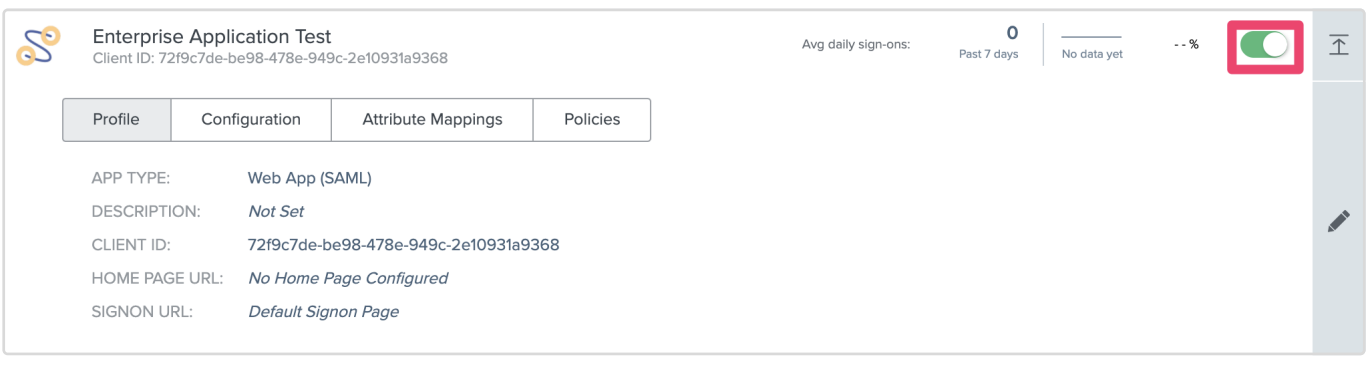 Enterprise Application Test
Client ID: 72f9c7de-be98-478e-949c-2e10931a9368
Avg daily sign-ons:
0
Past 7 days
No data yet
- - %
Profile Configuration Attribute Mappings Policies
APP TYPE: Web App (SAML)
DESCRIPTION: Not Set
CLIENT ID: 72f9c7de-be98-478e-949c-2e10931a9368
HOME PAGE URL: No Home Page Configured
SIGNON URL: Default Signon Page